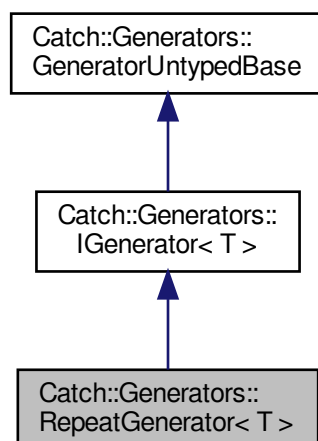 Catch::Generators::
GeneratorUntypedBase
Catch::Generators::
IGenerator< T >
Catch::Generators::
RepeatGenerator< T >